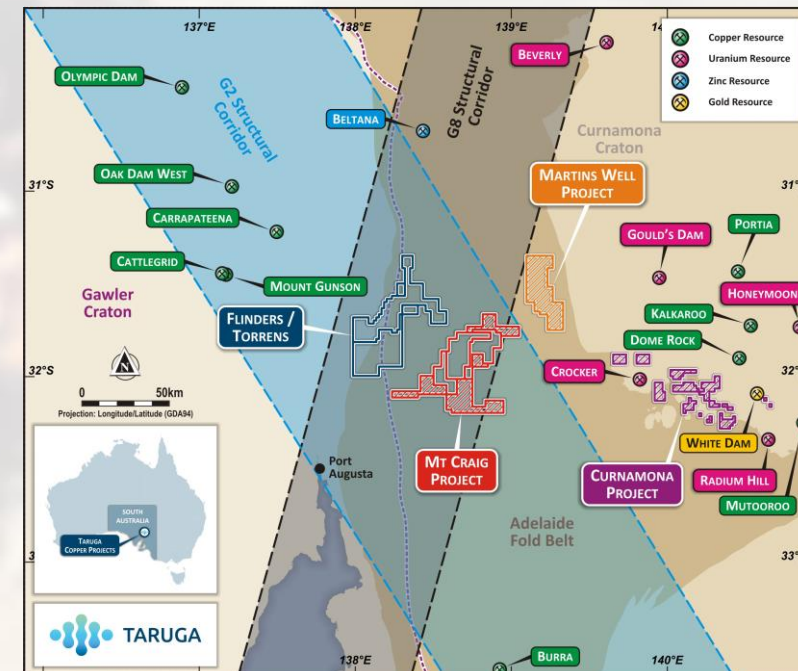 137°E
138°E
139°E
14
Copper Resource
Uranium Resource
Zinc Resource
Gold Resource
BEVERLY
OLYMPIC DAM
G2 Structural
Corridor
BELTANA
G8 Structural
Corridor
Curnamona
Craton
31°S
31°
OAK DAM WEST
MARTINS WELL
PROJECT
CARRAPATEENA
GOULD'S DAM
PORTIA
CATTLEGRID
MOUNT GUNSON
HONEYMOON
Gawler
Craton
FLINDERS /
TORRENS
KALKAROO
DOME ROCK
N
32°S
32°
CROCKER
0 50km
Projection: Longitude/Latitude (GDA94)
WHITE DAM
Port
Augusta
MT CRAIG
PROJECT
CURNAMONA
PROJECT
RADIUM HILL
MUTOOROO
SOUTH
AUSTRALIA
TARUGA
COPPER PROJECTS
Adelaide
Fold Belt
33°
33°
TARUGA
138°E
139°E
140°E
BURRA